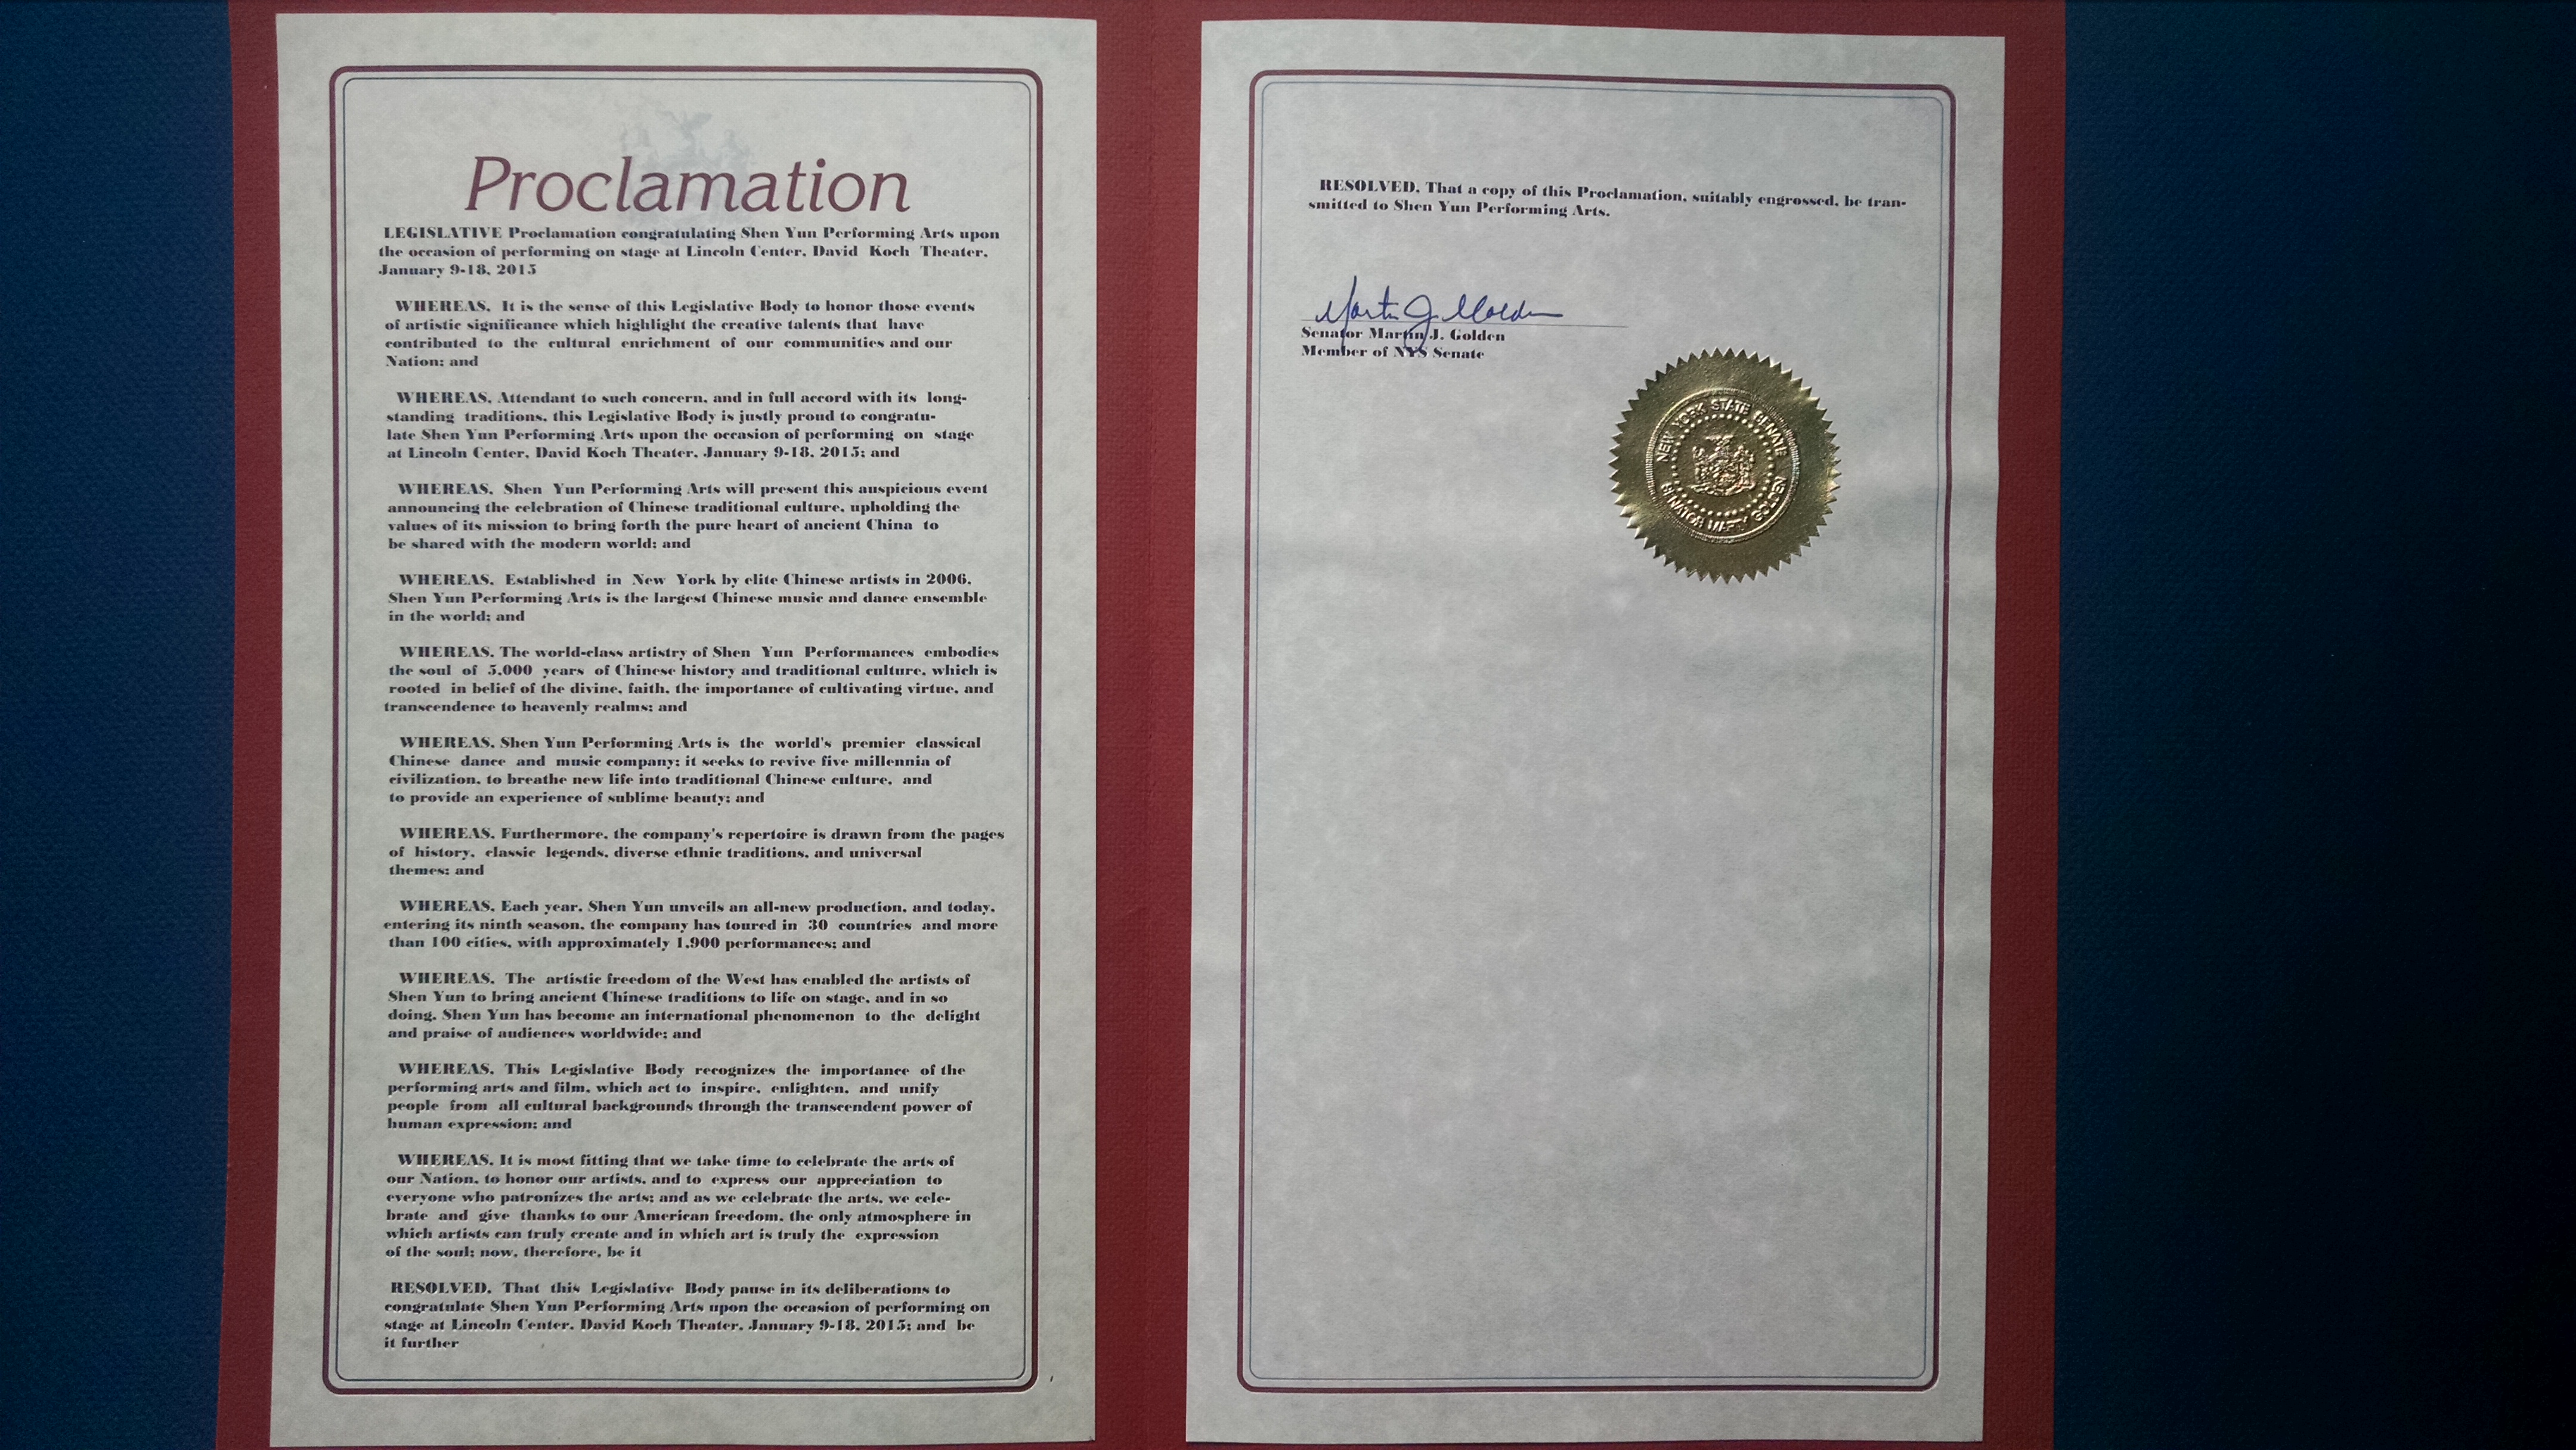 Proclamation
LEGISLATIVE Proclamation congratulating Shen Yun Performing Arts upon
the occasion of performing on stage at Lincoln Center, David Koch Theater,
January 9-18, 2015
WHEREAS, It is the sense of this Legislative Body to honor those events
of artistic significance which highlight the creative talents that have
contributed to the cultural enrichment of our communities and our
Nation; and
WHEREAS, Attendant to such concern, and in full accord with its long-
standing traditions, this Legislative Body is justly proud to congratu-
late Shen Yun Performing Arts upon the occasion of performing on stage
at Lincoln Center, David Koch Theater, January 9-18, 2015; and
WHEREAS, Shen Yun Performing Arts will present this auspicious event
announcing the celebration of Chinese traditional culture, upholding the
values of its mission to bring forth the pure heart of ancient China to
be shared with the modern world; and
WHEREAS, Established in New York by elite Chinese artists in 2006,
Shen Yun Performing Arts is the largest Chinese music and dance ensemble
in the world; and
WHEREAS, The world-class artistry of Shen Yun Performances embodies
the soul of 5,000 years of Chinese history and traditional culture, which is
rooted in belief of the divine, faith, the importance of cultivating virtue, and
transcendence to heavenly realms; and
WHEREAS, Shen Yun Performing Arts is the world's premier classical
Chinese dance and music company; it seeks to revive five millennia of
civilization, to breathe new life into traditional Chinese culture, and
to provide an experience of sublime beauty; and
WHEREAS, Furthermore, the company's repertoire is drawn from the pages
of history, classic legends, diverse ethnic traditions, and universal
themes; and
WHEREAS, Each year, Shen Yun unveils an all-new production, and today,
entering its ninth season, the company has toured in 30 countries and more
than 100 cities, with approximately 1,900 performances; and
WHEREAS, The artistic freedom of the West has enabled the artists of
Shen Yun to bring ancient Chinese traditions to life on stage, and in so
doing, Shen Yun has become an international phenomenon to the delight
and praise of audiences worldwide; and
WHEREAS, This Legislative Body recognizes the importance of the
performing arts and film, which act to inspire, enlighten, and unify
people from all cultural backgrounds through the transcendent power of
human expression; and
WHEREAS, It is most fitting that we take time to celebrate the arts of
our Nation, to honor our artists, and to express our appreciation to
everyone who patronizes the arts; and as we celebrate the arts, we cele-
brate and give thanks to our American freedom, the only atmosphere in
which artists can truly create and in which art is truly the expression
of the soul; now, therefore, be it
RESOLVED, That this Legislative Body pause in its deliberations to
congratulate Shen Yun Performing Arts upon the occasion of performing on
stage at Lincoln Center, David Koch Theater, January 9-18, 2015; and be
it further
RESOLVED, That a copy of this Proclamation, suitably engrossed, be tran-
smitted to Shen Yun Performing Arts.
Martin J. Golden
Senator Martin J. Golden
Member of NYS Senate
NEW YORK STATE SENATE
SENATOR MARTY GOLDEN